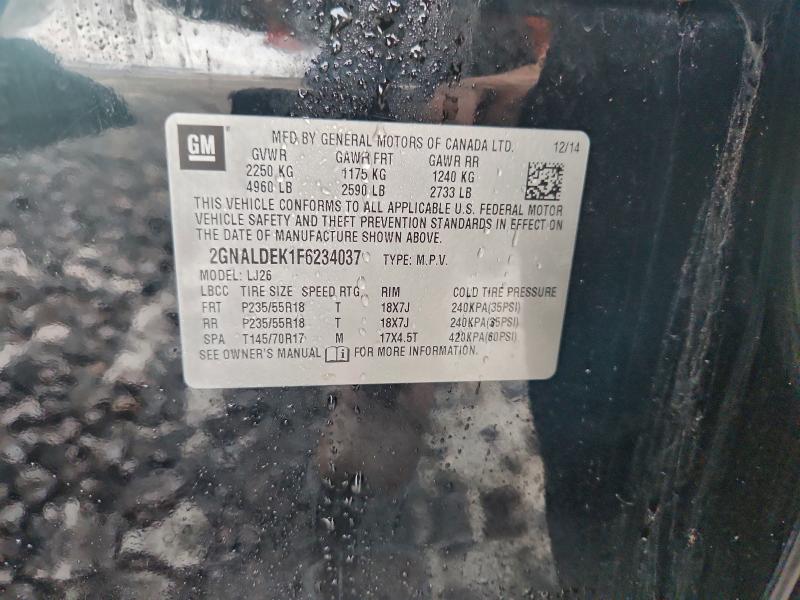 GM
MFD BY GENERAL MOTORS OF CANADA LTD. 12/14
GVWR GAWR FRT GAWR RR
2250 KG 1175 KG 1240 KG
4960 LB 2590 LB 2733 LB
THIS VEHICLE CONFORMS TO ALL APPLICABLE U.S. FEDERAL MOTOR
VEHICLE SAFETY AND THEFT PREVENTION STANDARDS IN EFFECT ON
THE DATE OF MANUFACTURE SHOWN ABOVE.
2GNALDEK1F6234037 TYPE: M.P.V.
MODEL: LJ26
LBCC TIRE SIZE SPEED RTG RIM COLD TIRE PRESSURE
FRT P235/55R18 T 18X7J 240KPA(35PSI)
RR P235/55R18 T 18X7J 240KPA(35PSI)
SPA T145/70R17 M 17X4.5T 420KPA(60PSI)
SEE OWNER'S MANUAL FOR MORE INFORMATION.